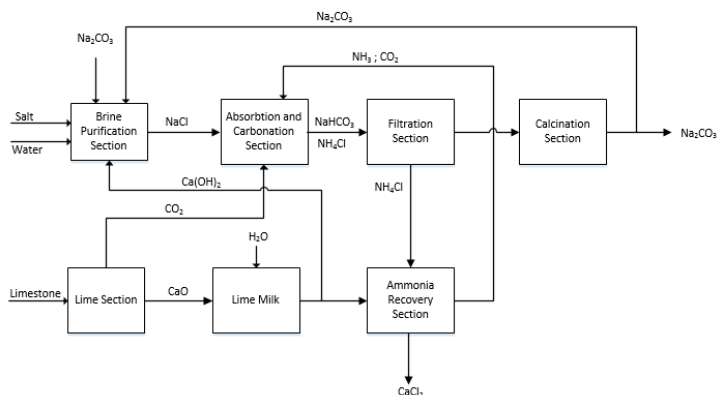 Na₂CO₃
Na₂CO₃
NH₃ ; CO₂
Salt
Water
Brine
Purification
Section
NaCl
Absorbtion and
Carbonation
Section
NaHCO₃
NH₄Cl
Filtration
Section
Calcination
Section
Na₂CO₃
Ca(OH)₂
NH₄Cl
CO₂
H₂O
Limestone
Lime Section
CaO
Lime Milk
Ammonia
Recovery
Section
CaCl₂